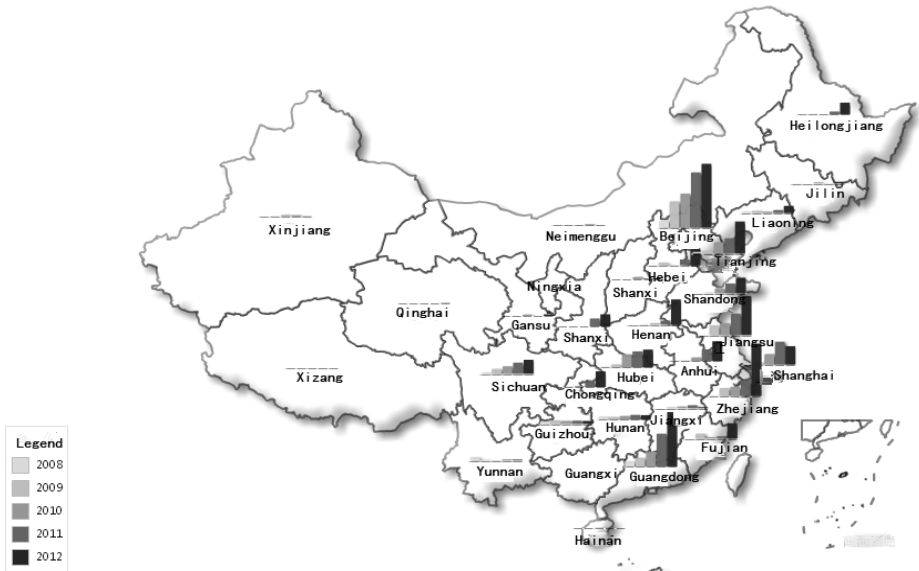 Heilongjiang
Jilin
Liaoning
Xinjiang
Neimenggu
Beijing
Tianjing
Hebei
Ningxia
Shanxi
Shandong
Qinghai
Gansu
Shanxi
Henan
Jiangsu
Xizang
Sichuan
Chongqing
Hubei
Anhui
Shanghai
Zhejiang
Guizhou
Hunan
Jiangxi
Fujian
Yunnan
Guangxi
Guangdong
Hainan
Legend
2008
2009
2010
2011
2012